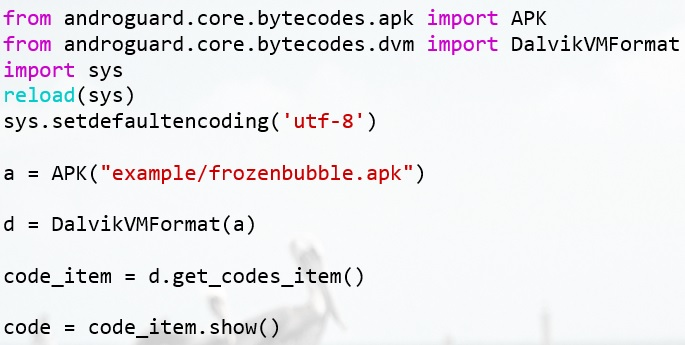 from androguard.core.bytecodes.apk import APK
from androguard.core.bytecodes.dvm import DalvikVMFormat
import sys
reload(sys)
sys.setdefaultencoding('utf-8')
a = APK("example/frozenbubble.apk")
d = DalvikVMFormat(a)
code_item = d.get_codes_item()
code = code_item.show()